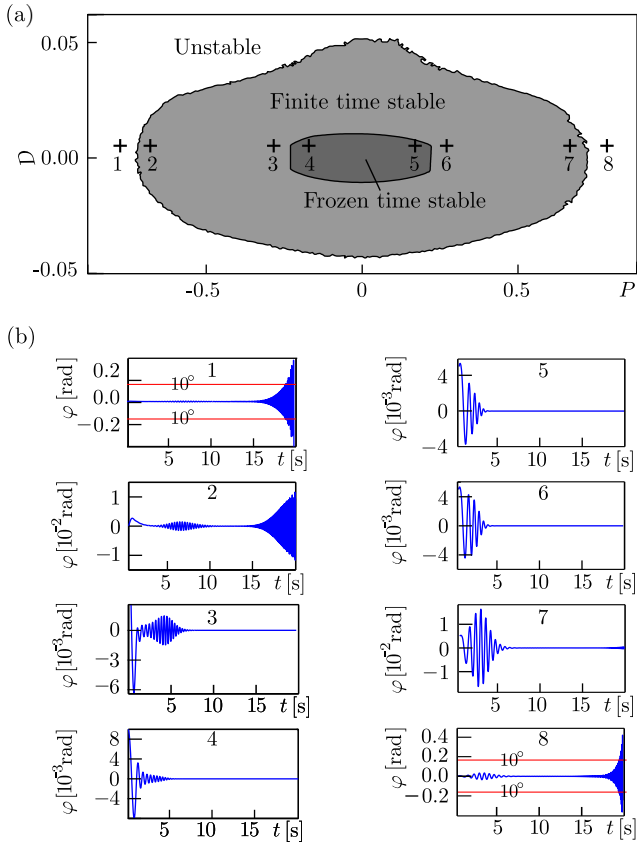 (a)
0.05
Unstable
Finite time stable
𝒟
0.00
1 2 3 4 5 6 7 8
Frozen time stable
-0.05
-0.5 0 0.5 P
(b)
1
φ [rad]
0.2
0.0
−0.2
10°
10°
5 10 15 t [s]
2
φ [10⁻²rad]
1
0
−1
5 10 15 t [s]
3
φ [10⁻³rad]
0
−3
−6
5 10 15 t [s]
4
φ [10⁻³rad]
8
4
0
−4
5 10 15 t [s]
5
φ [10⁻³rad]
4
0
−4
5 10 15 t [s]
6
φ [10⁻³rad]
4
0
−4
5 10 15 t [s]
7
φ [10⁻²rad]
1
0
−1
5 10 15 t [s]
8
φ [rad]
0.4
0.2
0.0
−0.2
10°
10°
5 10 15 t [s]